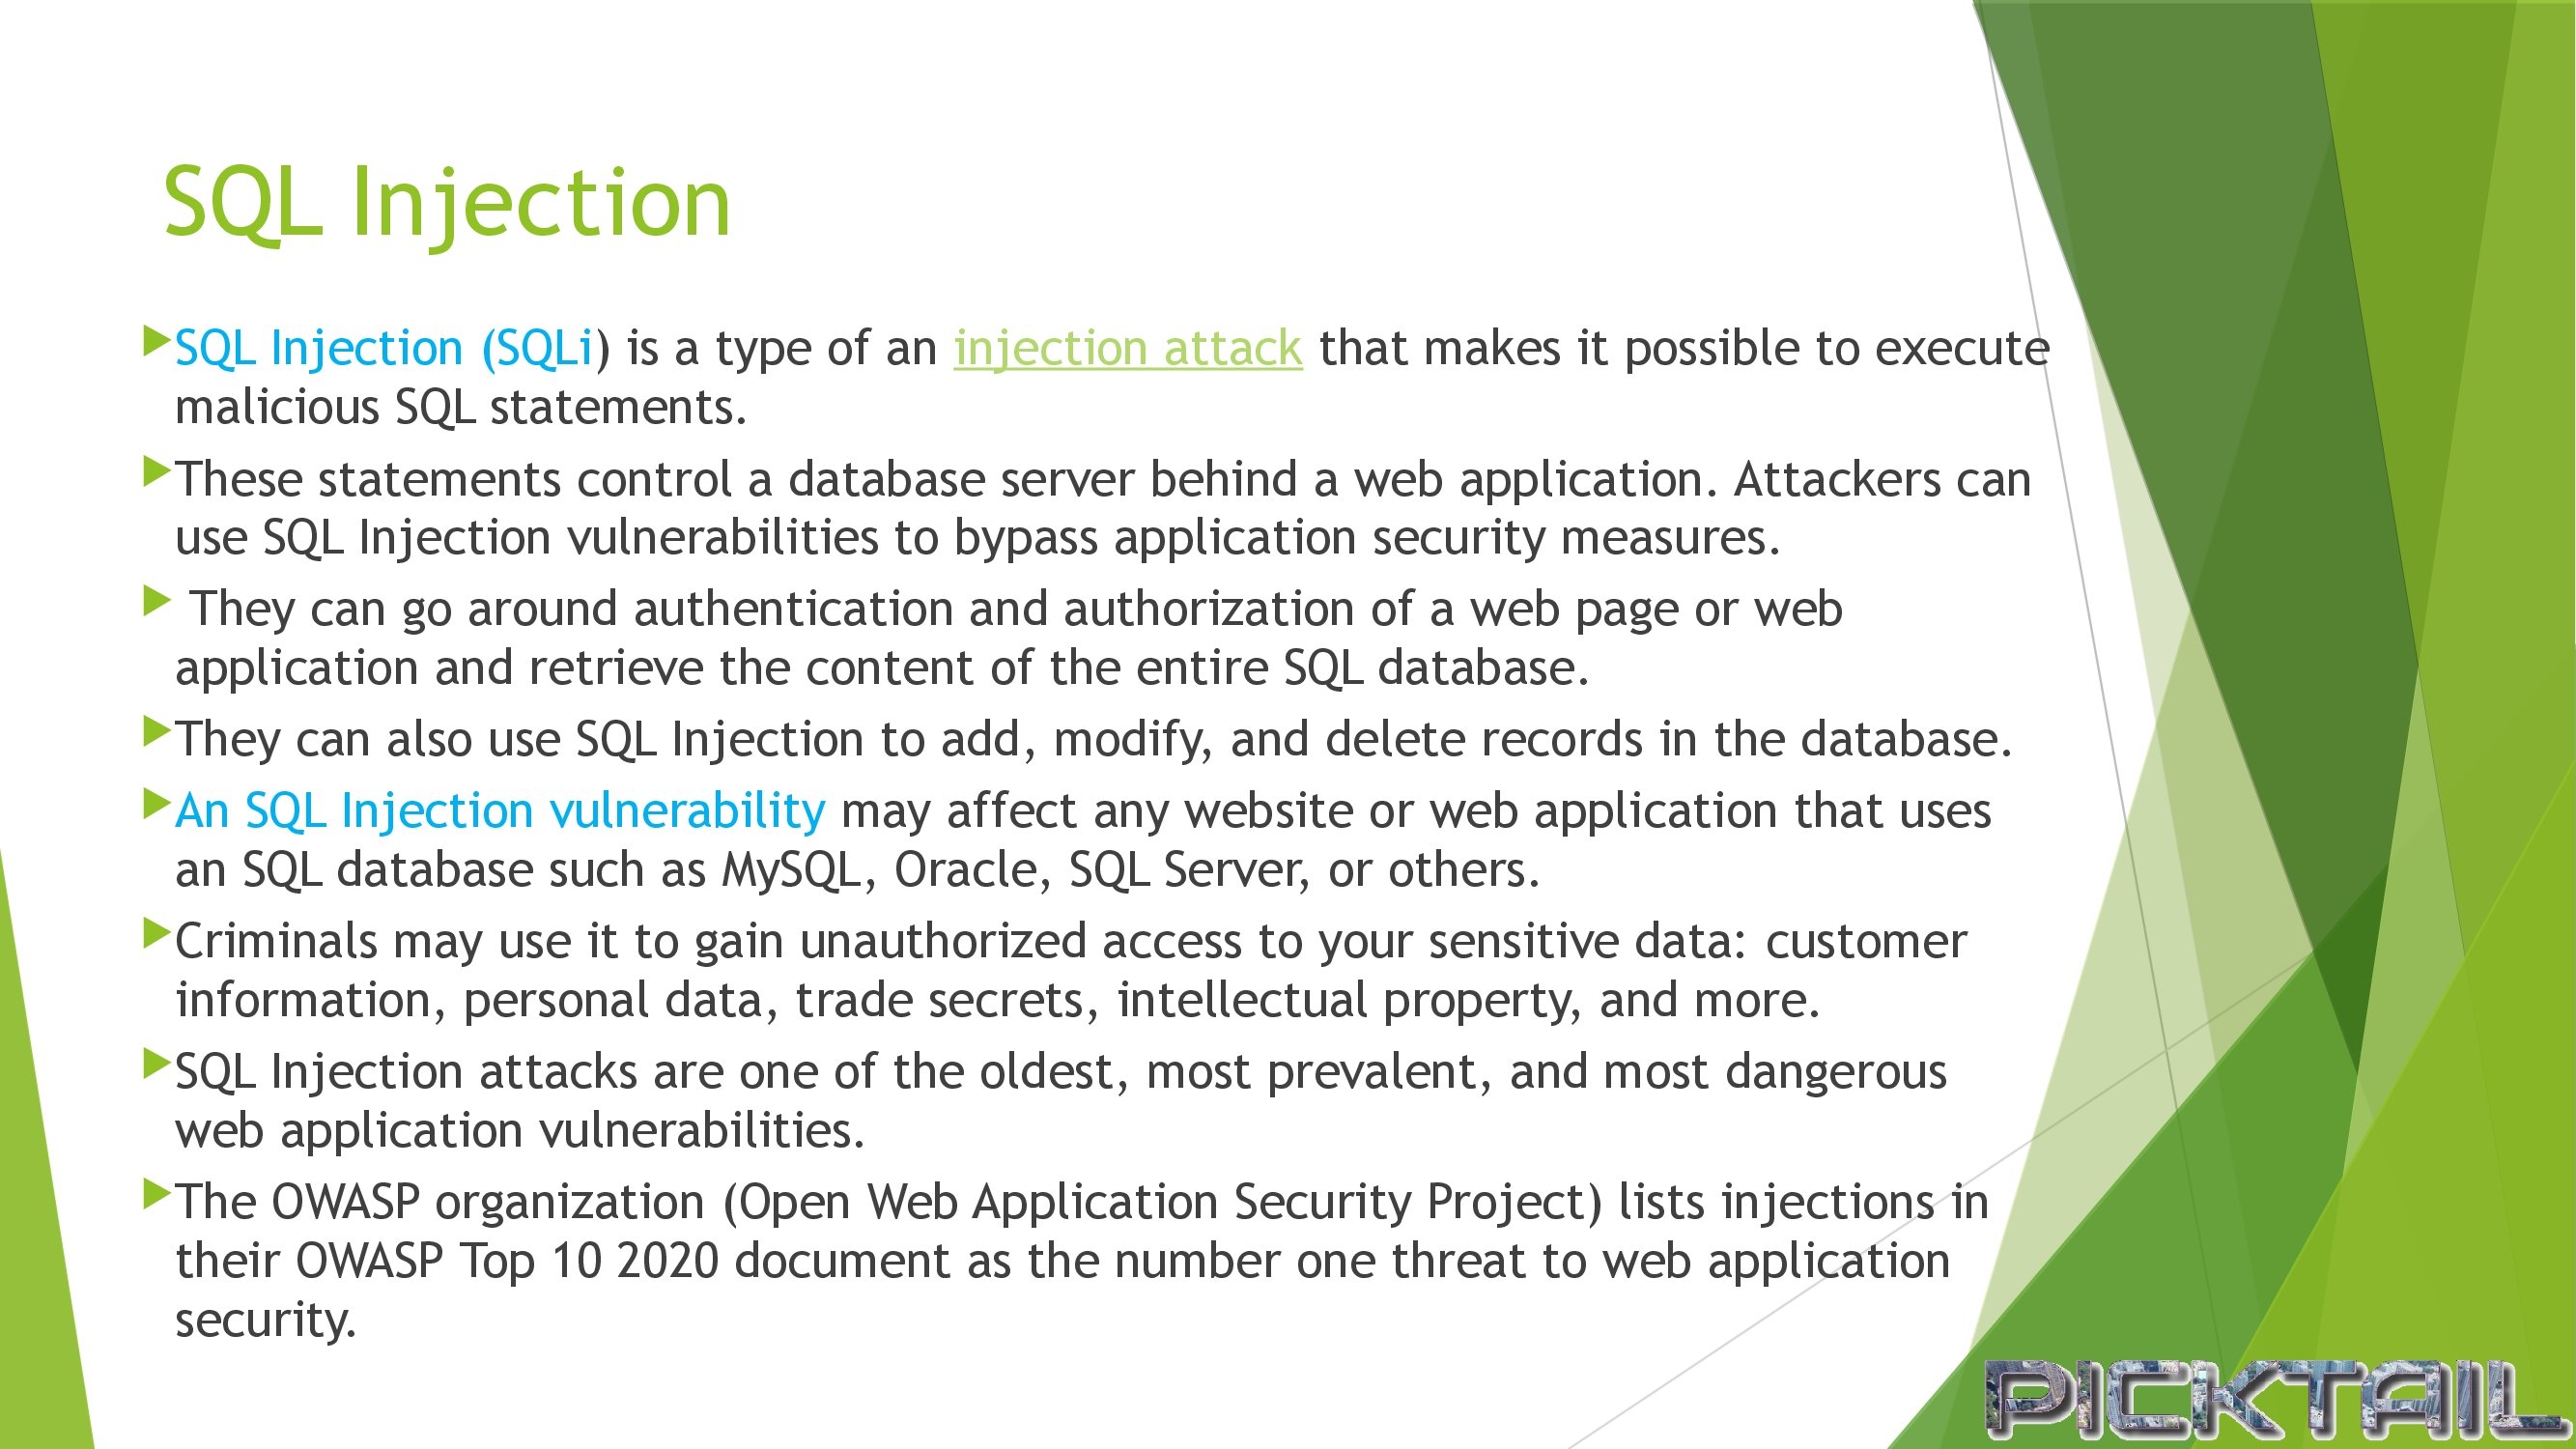 SQL Injection
SQL Injection (SQLi) is a type of an injection attack that makes it possible to execute
malicious SQL statements.
These statements control a database server behind a web application. Attackers can
use SQL Injection vulnerabilities to bypass application security measures.
They can go around authentication and authorization of a web page or web
application and retrieve the content of the entire SQL database.
They can also use SQL Injection to add, modify, and delete records in the database.
An SQL Injection vulnerability may affect any website or web application that uses
an SQL database such as MySQL, Oracle, SQL Server, or others.
Criminals may use it to gain unauthorized access to your sensitive data: customer
information, personal data, trade secrets, intellectual property, and more.
SQL Injection attacks are one of the oldest, most prevalent, and most dangerous
web application vulnerabilities.
The OWASP organization (Open Web Application Security Project) lists injections in
their OWASP Top 10 2020 document as the number one threat to web application
security.
PICKTAIL